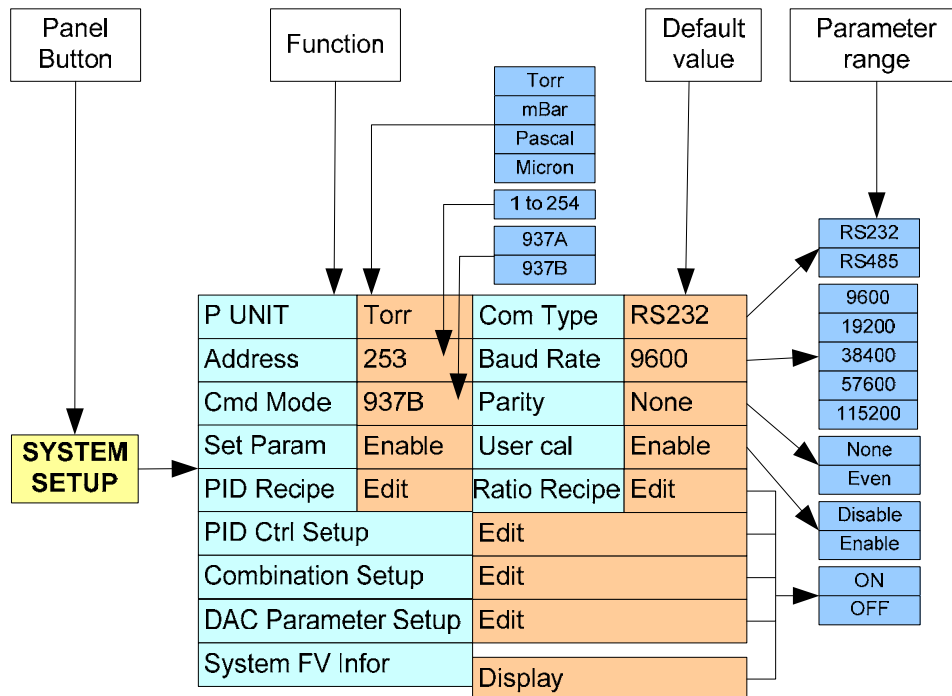 Panel
Button
Function
Default
value
Parameter
range
Torr
mBar
Pascal
Micron
1 to 254
937A
937B
RS232
RS485
9600
19200
38400
57600
115200
None
Even
Disable
Enable
ON
OFF
SYSTEM
SETUP
P UNIT Torr Com Type RS232
Address 253 Baud Rate 9600
Cmd Mode 937B Parity None
Set Param Enable User cal Enable
PID Recipe Edit Ratio Recipe Edit
PID Ctrl Setup Edit
Combination Setup Edit
DAC Parameter Setup Edit
System FV Infor Display